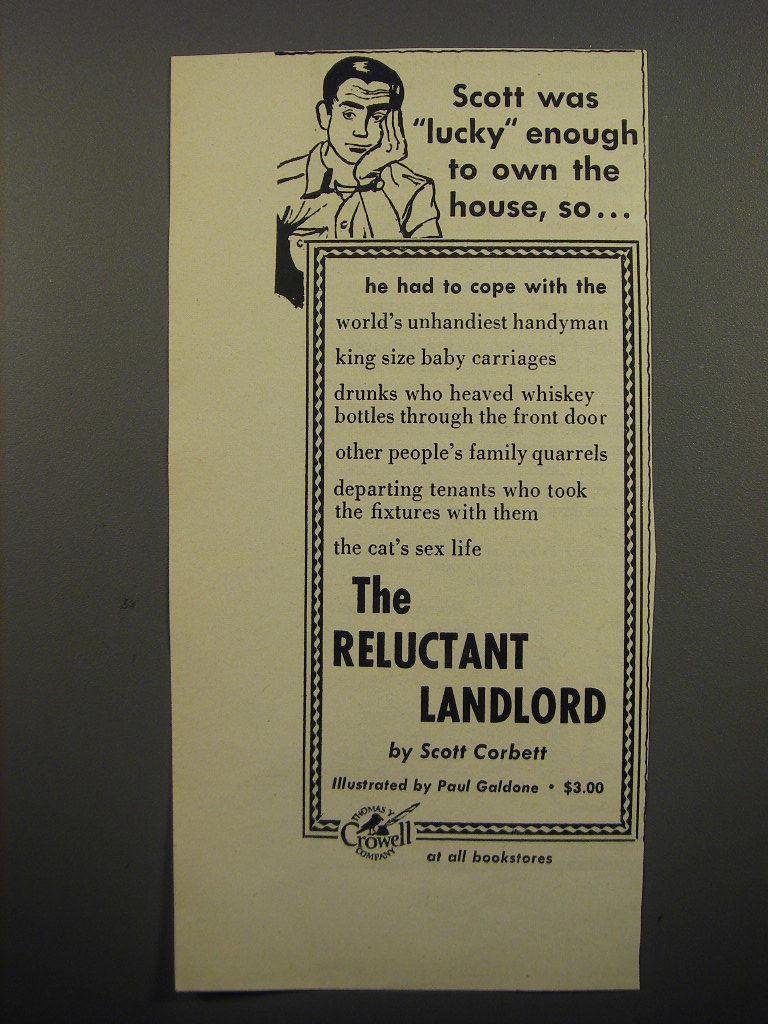 Scott was
"lucky" enough
to own the
house, so...
he had to cope with the
world's unhandiest handyman
king size baby carriages
drunks who heaved whiskey
bottles through the front door
other people's family quarrels
departing tenants who took
the fixtures with them
the cat's sex life
The
RELUCTANT
LANDLORD
by Scott Corbett
Illustrated by Paul Galdone • $3.00
THOMAS Y
Crowell
COMPANY
at all bookstores